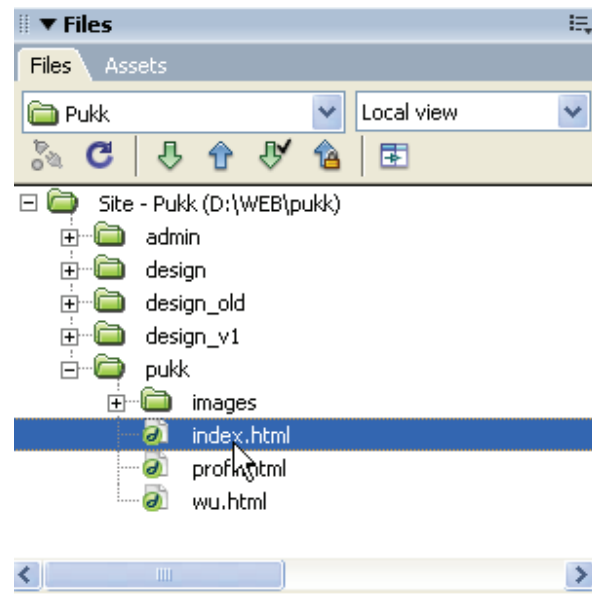 Files
Files Assets
Pukk Local view
Site - Pukk (D:\WEB\pukk)
admin
design
design_old
design_v1
pukk
images
index.html
wu.html